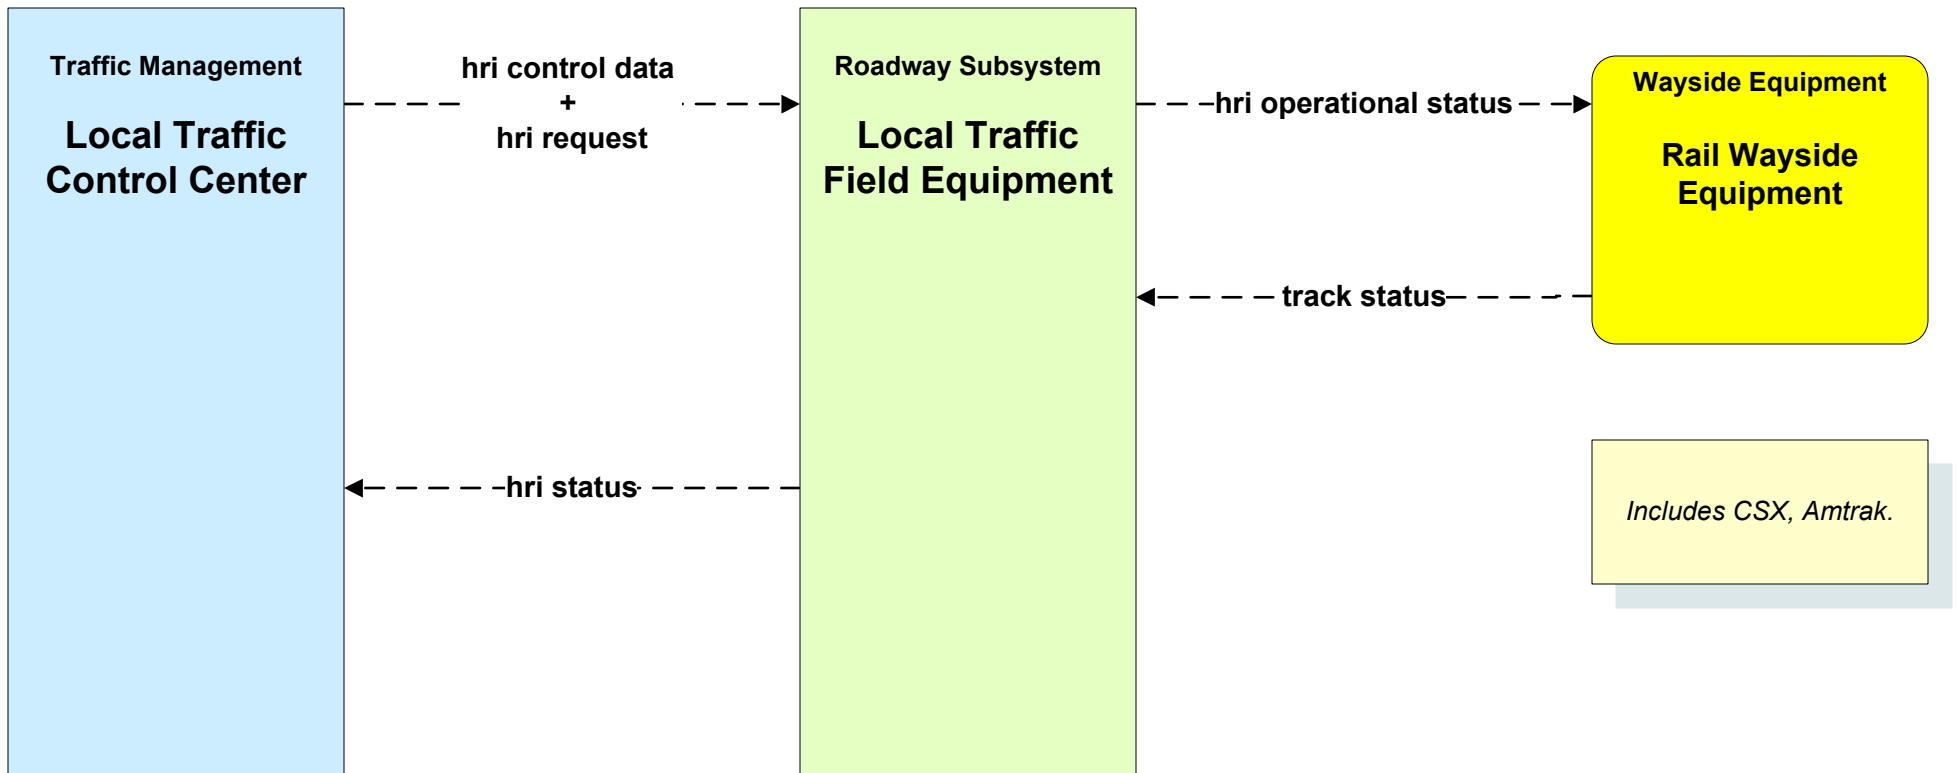 Traffic Management
Local Traffic
Control Center
hri control data
+
hri request
Roadway Subsystem
Local Traffic
Field Equipment
hri operational status
Wayside Equipment
Rail Wayside
Equipment
track status
hri status
Includes CSX, Amtrak.